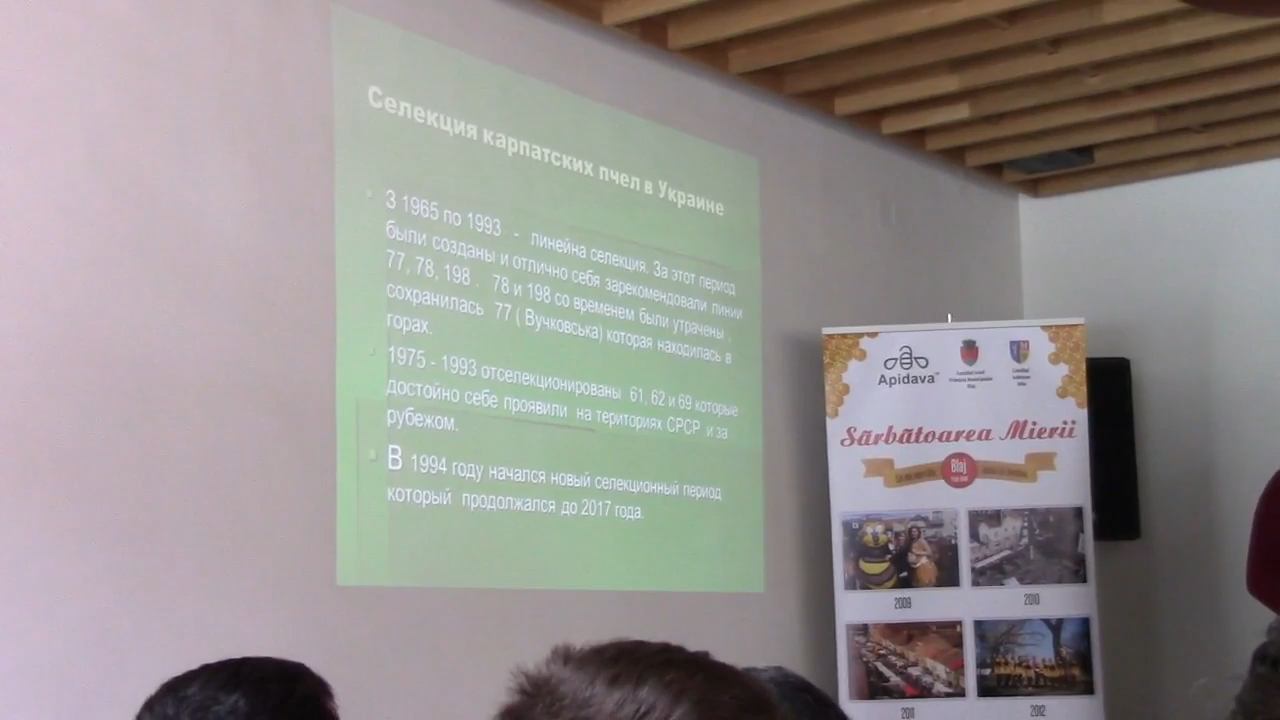 Селекция карпатских пчел в Украине
З 1965 по 1993 - линейна селекция. За этот период
были созданы и отлично себя зарекомендовали линии
77, 78, 198 . 78 и 198 со временем были утрачены ,
сохранилась 77 ( Вучковська) которая находилась в
горах.
1975 - 1993 отселекционированы 61, 62 и 69 которые
достойно себе проявили на територіях СРСР и за
рубежом.
В 1994 году начался новый селекционный период
который продолжался до 2017 года.
Apidava
Sărbătoarea Mierii
Blaj
2009
2010
2011
2012